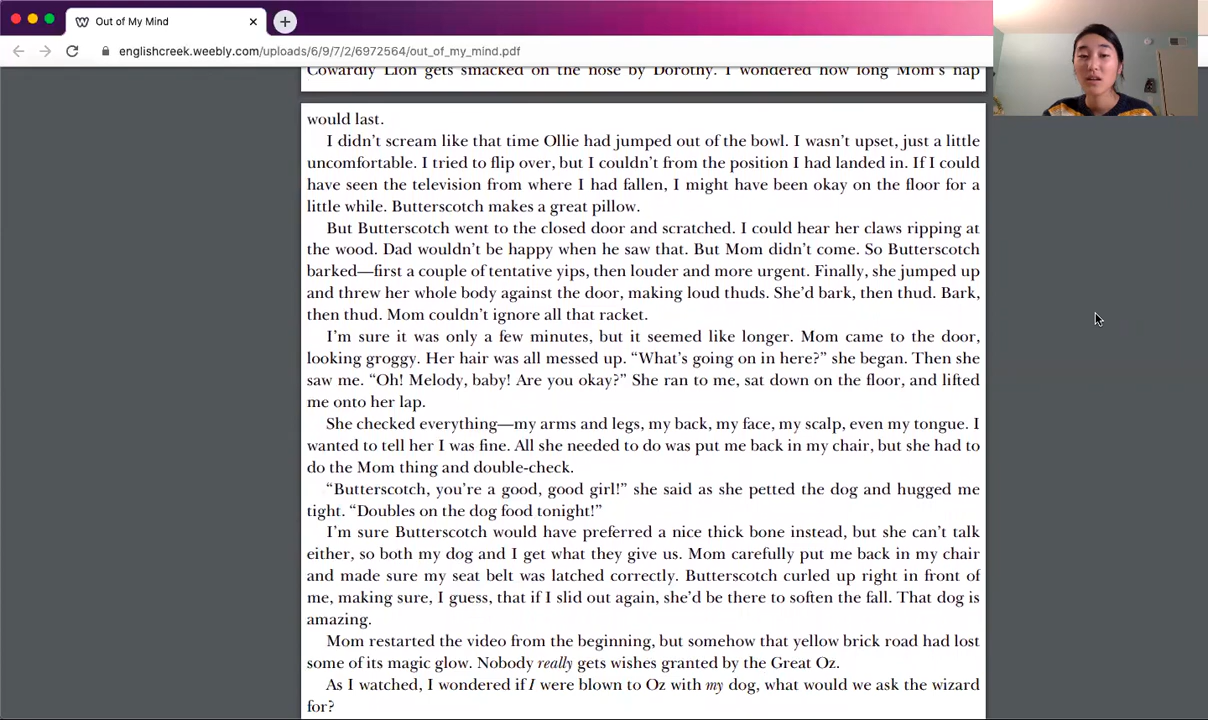 Out of My Mind
englishcreek.weebly.com/uploads/6/9/7/2/6972564/out_of_my_mind.pdf
Cowardly Lion gets smacked on the nose by Dorothy. I wondered how long Mom's nap
would last.
I didn't scream like that time Ollie had jumped out of the bowl. I wasn't upset, just a little
uncomfortable. I tried to flip over, but I couldn't from the position I had landed in. If I could
have seen the television from where I had fallen, I might have been okay on the floor for a
little while. Butterscotch makes a great pillow.
But Butterscotch went to the closed door and scratched. I could hear her claws ripping at
the wood. Dad wouldn't be happy when he saw that. But Mom didn't come. So Butterscotch
barked—first a couple of tentative yips, then louder and more urgent. Finally, she jumped up
and threw her whole body against the door, making loud thuds. She'd bark, then thud. Bark,
then thud. Mom couldn't ignore all that racket.
I'm sure it was only a few minutes, but it seemed like longer. Mom came to the door,
looking groggy. Her hair was all messed up. “What's going on in here?” she began. Then she
saw me. “Oh! Melody, baby! Are you okay?” She ran to me, sat down on the floor, and lifted
me onto her lap.
She checked everything—my arms and legs, my back, my face, my scalp, even my tongue. I
wanted to tell her I was fine. All she needed to do was put me back in my chair, but she had to
do the Mom thing and double-check.
“Butterscotch, you're a good, good girl!” she said as she petted the dog and hugged me
tight. “Doubles on the dog food tonight!”
I'm sure Butterscotch would have preferred a nice thick bone instead, but she can't talk
either, so both my dog and I get what they give us. Mom carefully put me back in my chair
and made sure my seat belt was latched correctly. Butterscotch curled up right in front of
me, making sure, I guess, that if I slid out again, she'd be there to soften the fall. That dog is
amazing.
Mom restarted the video from the beginning, but somehow that yellow brick road had lost
some of its magic glow. Nobody really gets wishes granted by the Great Oz.
As I watched, I wondered if I were blown to Oz with my dog, what would we ask the wizard
for?